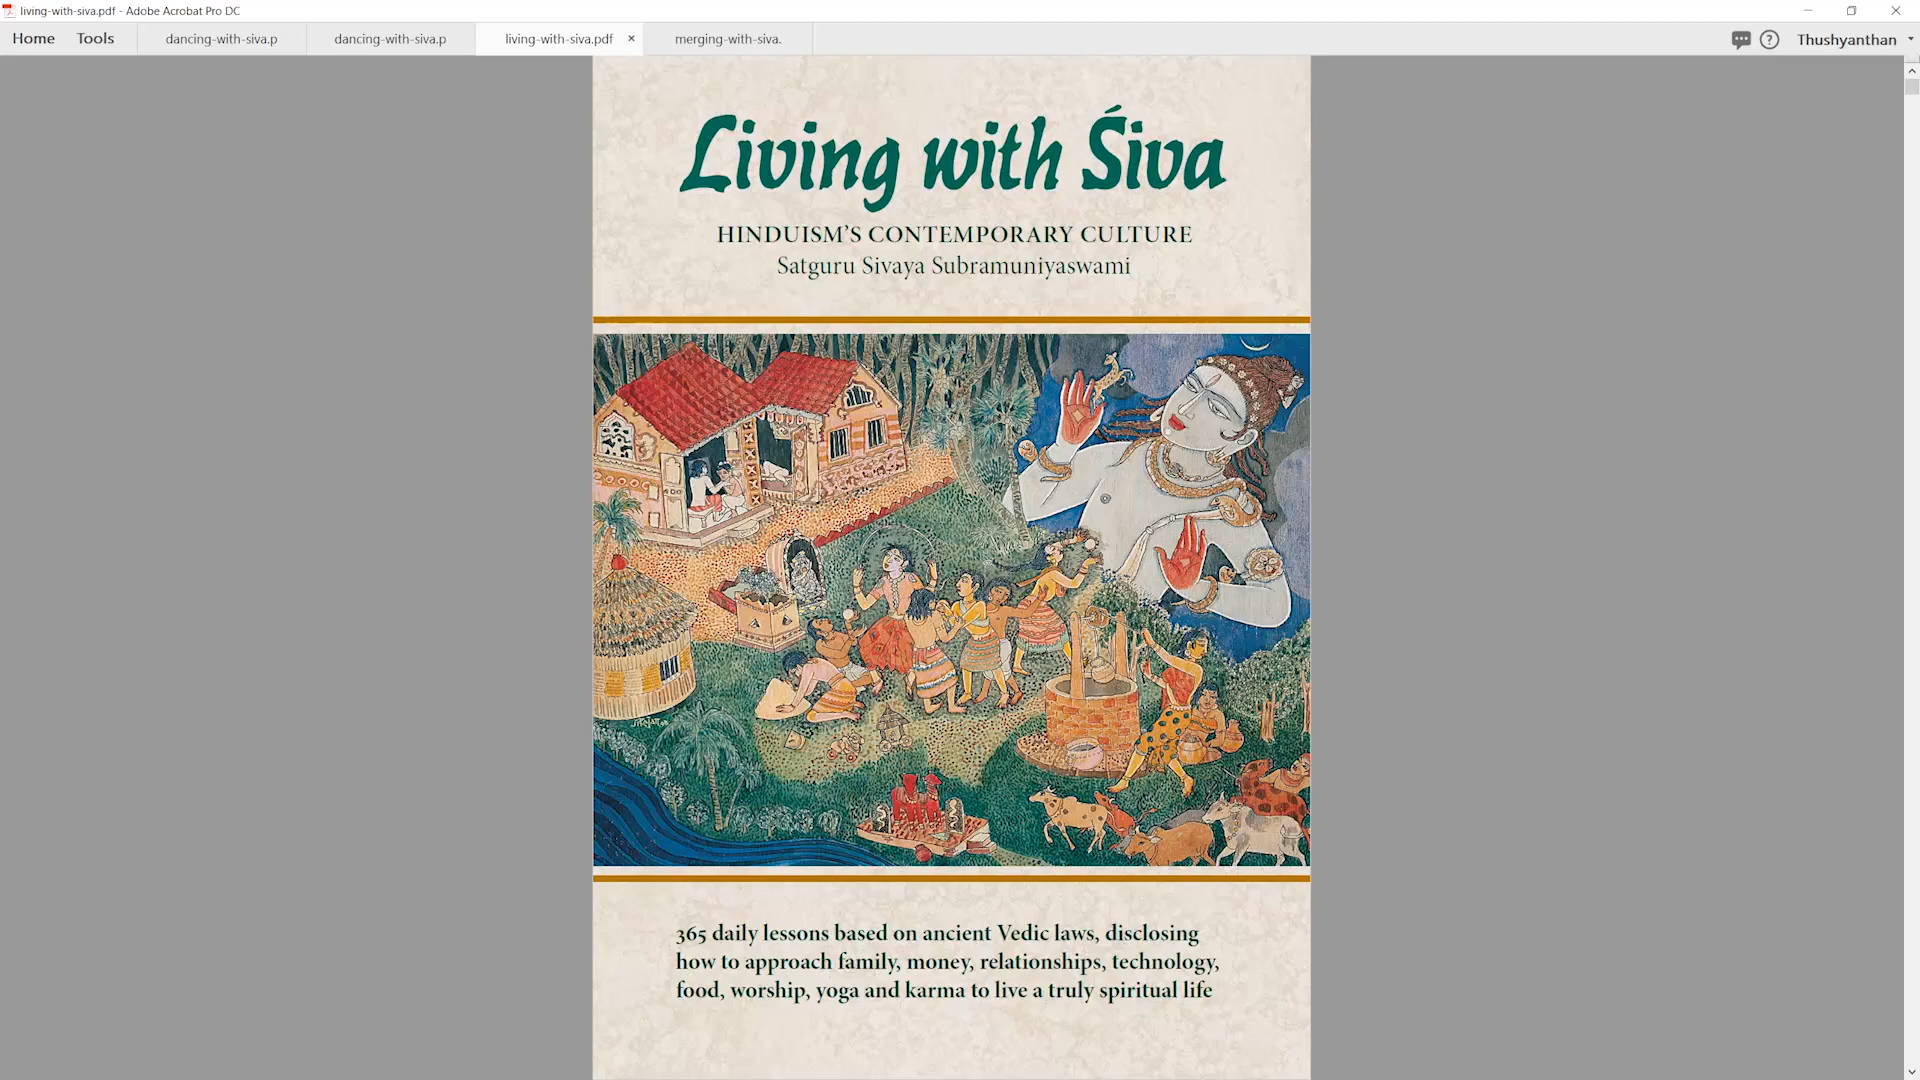 living-with-siva.pdf - Adobe Acrobat Pro DC
Home Tools dancing-with-siva.p dancing-with-siva.p living-with-siva.pdf merging-with-siva. Thushyanthan
Living with Śiva
HINDUISM'S CONTEMPORARY CULTURE
Satguru Sivaya Subramuniyaswami
365 daily lessons based on ancient Vedic laws, disclosing
how to approach family, money, relationships, technology,
food, worship, yoga and karma to live a truly spiritual life